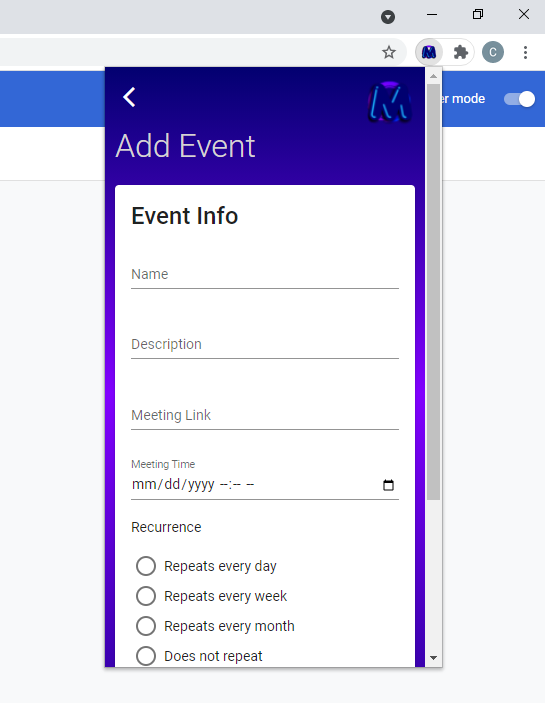 C
er mode
Add Event
Event Info
Name
Description
Meeting Link
Meeting Time
mm/dd/yyyy --:-- --
Recurrence
Repeats every day
Repeats every week
Repeats every month
Does not repeat